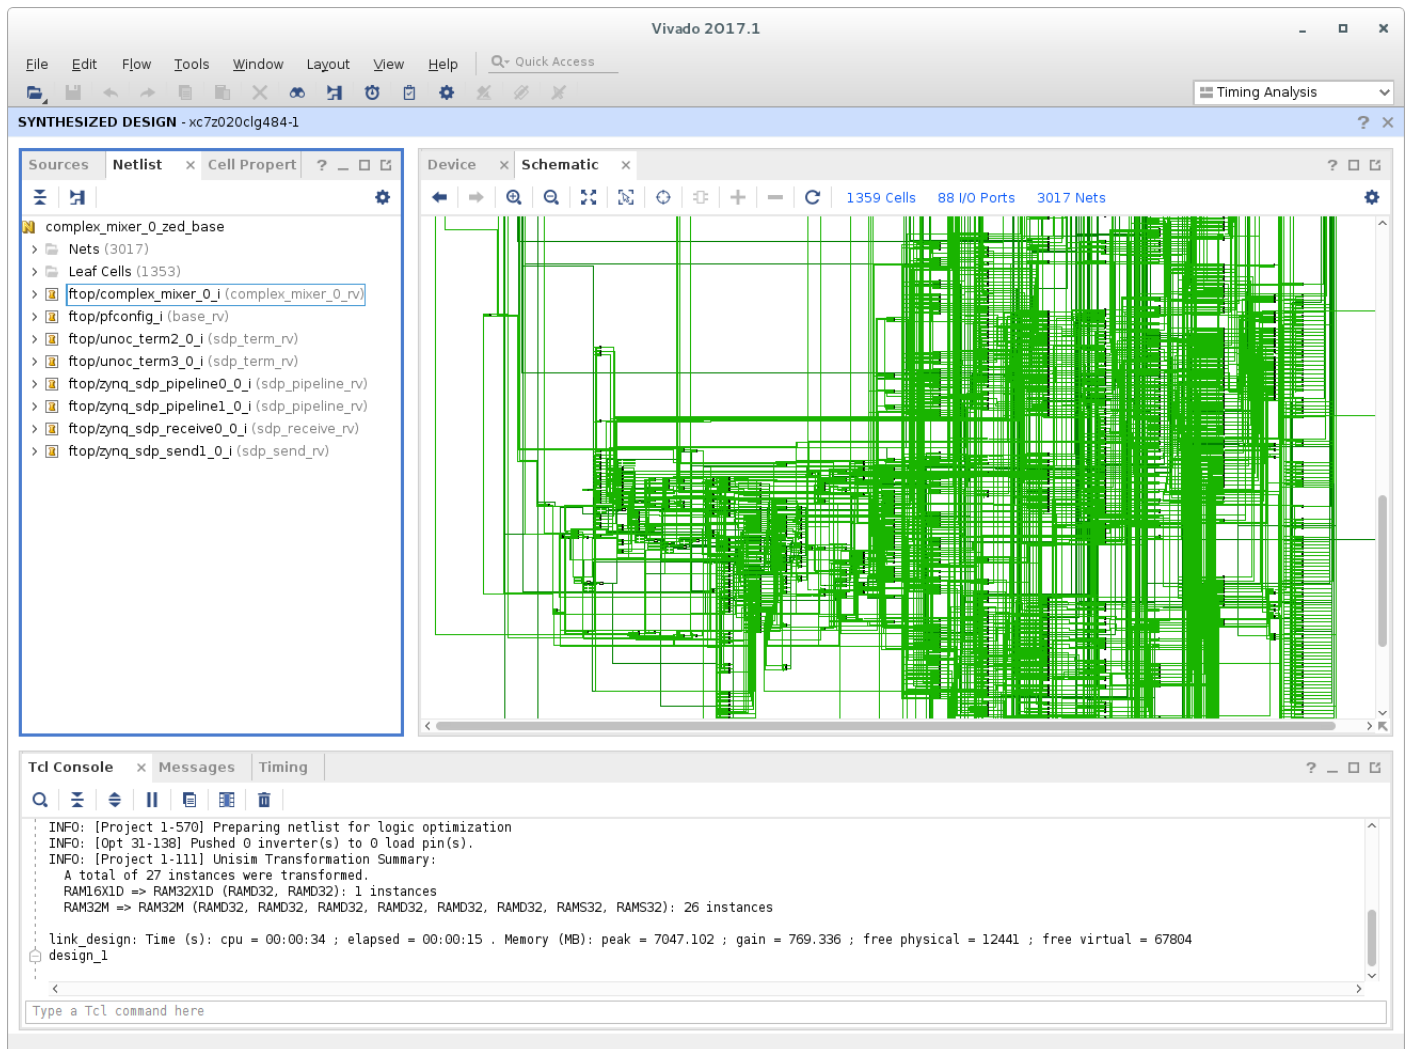 Vivado 2017.1
File Edit Flow Tools Window Layout View Help Quick Access
Timing Analysis
SYNTHESIZED DESIGN - xc7z020clg484-1
Sources Netlist Cell Propert
complex_mixer_0_zed_base
Nets (3017)
Leaf Cells (1353)
ftop/complex_mixer_0_i (complex_mixer_0_rv)
ftop/pfconfig_i (base_rv)
ftop/unoc_term2_0_i (sdp_term_rv)
ftop/unoc_term3_0_i (sdp_term_rv)
ftop/zynq_sdp_pipeline0_0_i (sdp_pipeline_rv)
ftop/zynq_sdp_pipeline1_0_i (sdp_pipeline_rv)
ftop/zynq_sdp_receive0_0_i (sdp_receive_rv)
ftop/zynq_sdp_send1_0_i (sdp_send_rv)
Device Schematic
1359 Cells 88 I/O Ports 3017 Nets
Tcl Console Messages Timing
INFO: [Project 1-570] Preparing netlist for logic optimization
INFO: [Opt 31-138] Pushed 0 inverter(s) to 0 load pin(s).
INFO: [Project 1-111] Unisim Transformation Summary:
A total of 27 instances were transformed.
RAM16X1D => RAM32X1D (RAMD32, RAMD32): 1 instances
RAM32M => RAM32M (RAMD32, RAMD32, RAMD32, RAMD32, RAMD32, RAMD32, RAMS32, RAMS32): 26 instances
link_design: Time (s): cpu = 00:00:34 ; elapsed = 00:00:15 . Memory (MB): peak = 7047.102 ; gain = 769.336 ; free physical = 12441 ; free virtual = 67804
design_1
Type a Tcl command here